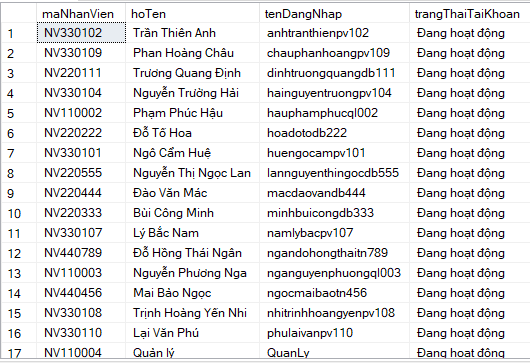 maNhanVien hoTen tenDangNhap trangThaiTaiKhoan
1 NV330102 Trần Thiên Anh anhtranthienpv102 Đang hoạt động
2 NV330109 Phan Hoàng Châu chauphanhoangpv109 Đang hoạt động
3 NV220111 Trương Quang Định dinhtruongquangdb111 Đang hoạt động
4 NV330104 Nguyễn Trường Hải hainguyentruongpv104 Đang hoạt động
5 NV110002 Phạm Phúc Hậu hauphamphucql002 Đang hoạt động
6 NV220222 Đỗ Tố Hoa hoadotodb222 Đang hoạt động
7 NV330101 Ngô Cẩm Huệ huengocampv101 Đang hoạt động
8 NV220555 Nguyễn Thị Ngọc Lan lannguyenthingocdb555 Đang hoạt động
9 NV220444 Đào Văn Mác macdaovandb444 Đang hoạt động
10 NV220333 Bùi Công Minh minhbuicongdb333 Đang hoạt động
11 NV330107 Lý Bắc Nam namlybacpv107 Đang hoạt động
12 NV440789 Đỗ Hồng Thái Ngân ngandohongthaitn789 Đang hoạt động
13 NV110003 Nguyễn Phương Nga nganguyenphuongql003 Đang hoạt động
14 NV440456 Mai Bảo Ngọc ngocmaibaotn456 Đang hoạt động
15 NV330108 Trịnh Hoàng Yến Nhi nhitrinhhoangyenpv108 Đang hoạt động
16 NV330110 Lại Văn Phú phulaivanpv110 Đang hoạt động
17 NV110004 Quản lý QuanLy Đang hoạt động